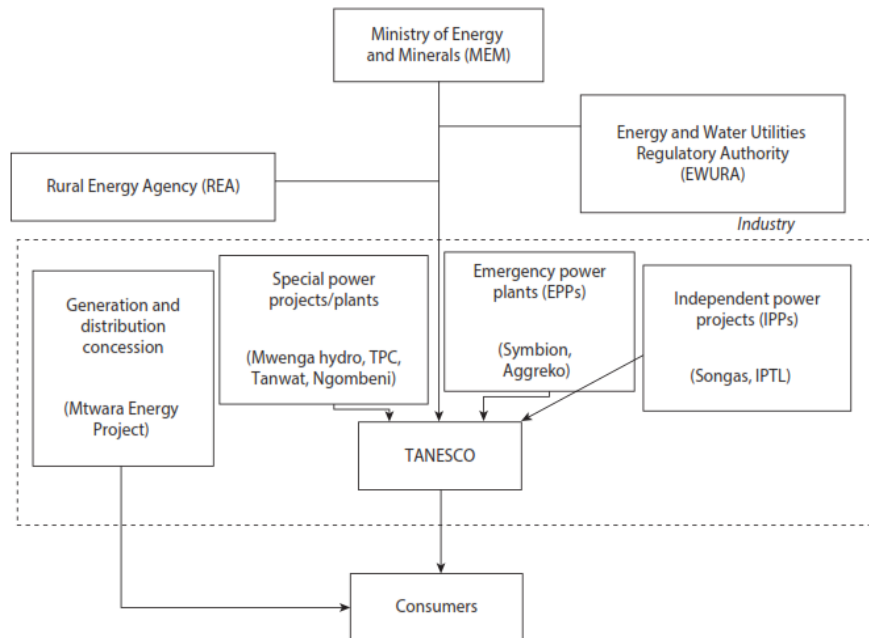 Ministry of Energy
and Minerals (MEM)
Energy and Water Utilities
Regulatory Authority
(EWURA)
Rural Energy Agency (REA)
Industry
Generation and
distribution
concession
(Mtwara Energy
Project)
Special power
projects/plants
(Mwenga hydro, TPC,
Tanwat, Ngombeni)
Emergency power
plants (EPPs)
(Symbion,
Aggreko)
Independent power
projects (IPPs)
(Songas, IPTL)
TANESCO
Consumers